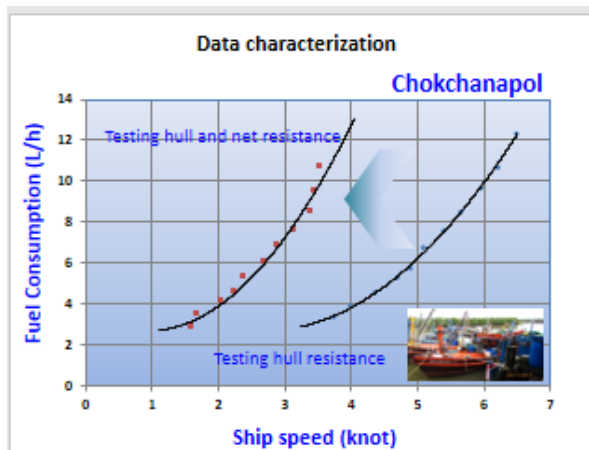 Data characterization
Chokchanapol
14
12
10
8
6
4
2
0
Testing hull and net resistance
Testing hull resistance
Fuel Consumption (L/h)
0 1 2 3 4 5 6 7
Ship speed (knot)